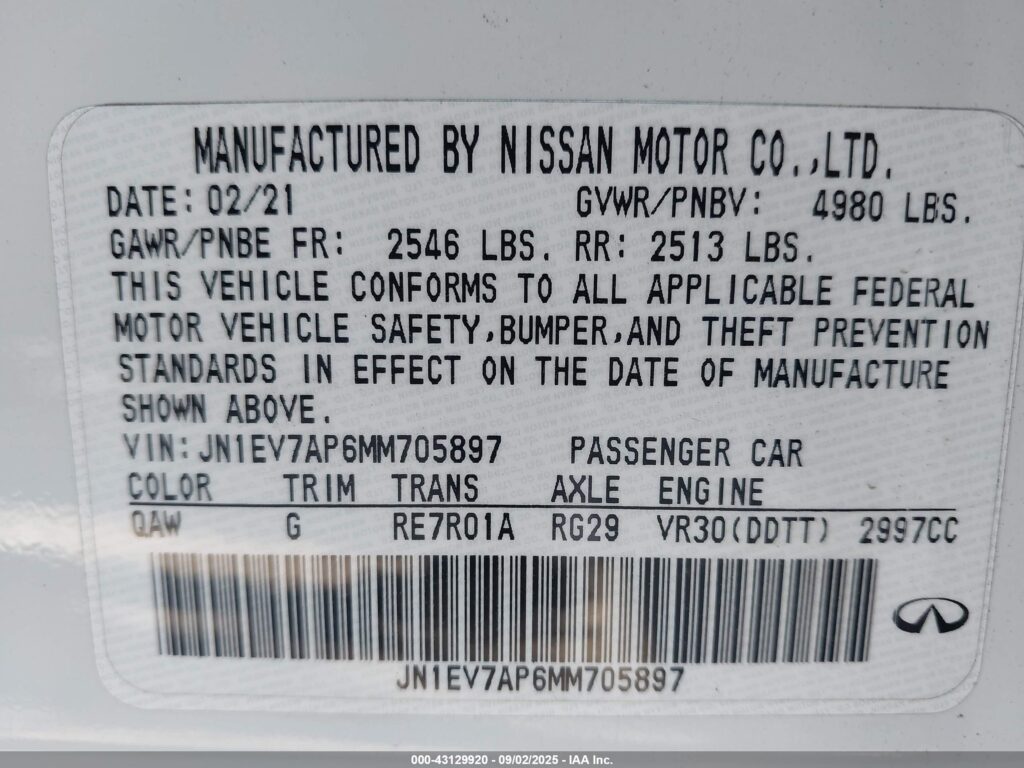 MANUFACTURED BY NISSAN MOTOR CO.,LTD.
DATE: 02/21 GVWR/PNBV: 4980 LBS.
GAWR/PNBE FR: 2546 LBS. RR: 2513 LBS.
THIS VEHICLE CONFORMS TO ALL APPLICABLE FEDERAL
MOTOR VEHICLE SAFETY,BUMPER,AND THEFT PREVENTION
STANDARDS IN EFFECT ON THE DATE OF MANUFACTURE
SHOWN ABOVE.
VIN: JN1EV7AP6MM705897 PASSENGER CAR
COLOR TRIM TRANS AXLE ENGINE
QAW G RE7R01A RG29 VR30(DDTT) 2997CC
JN1EV7AP6MM705897
000-43129920 - 09/02/2025 - IAA Inc.